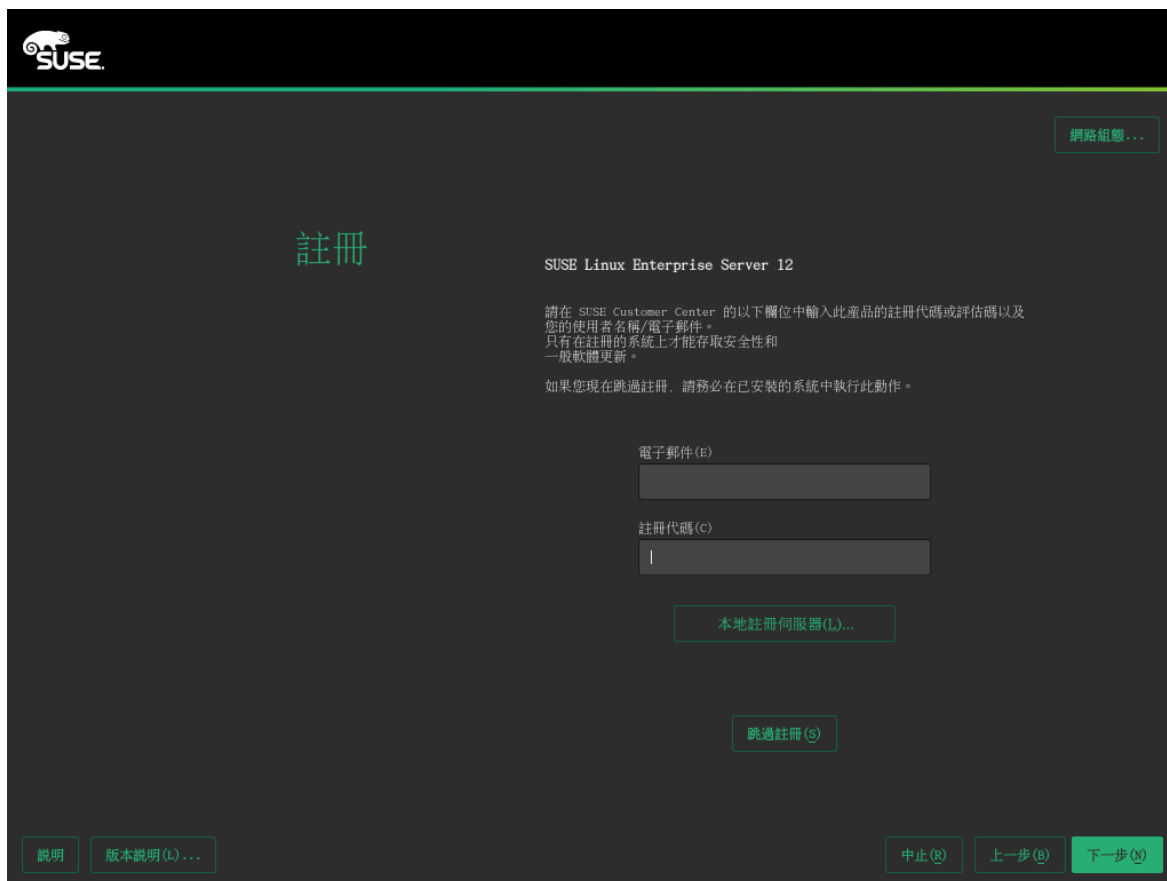 SUSE.
網路組態...
註冊
SUSE Linux Enterprise Server 12
請在 SUSE Customer Center 的以下欄位中輸入此產品的註冊代碼或評估碼以及
您的使用者名稱/電子郵件。
只有在註冊的系統上才能存取安全性和
一般軟體更新。
如果您現在跳過註冊，請務必在已安裝的系統中執行此動作。
電子郵件(E)
註冊代碼(C)
本地註冊伺服器(L)...
跳過註冊(S)
說明
版本說明(L)...
中止(R)
上一步(B)
下一步(N)